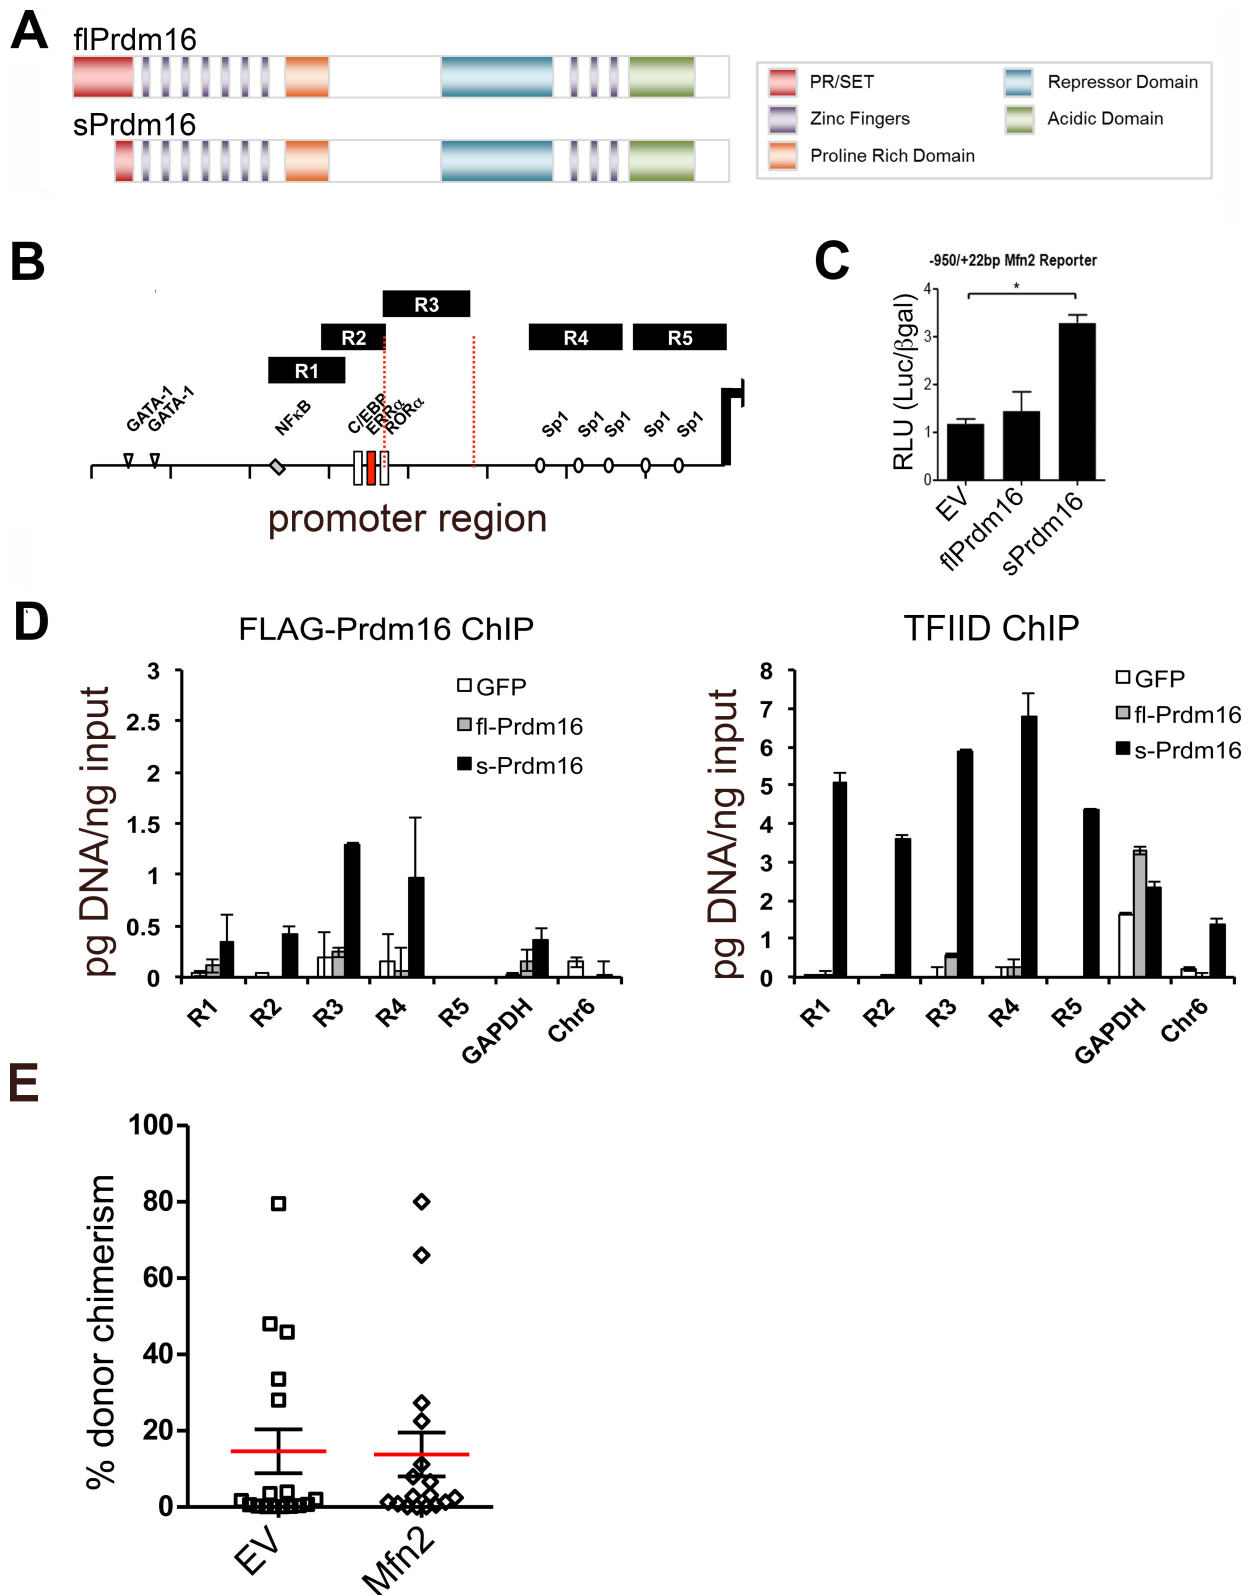 A
flPrdm16
sPrdm16
PR/SET
Zinc Fingers
Proline Rich Domain
Repressor Domain
Acidic Domain
B
R3
R2
R4
R5
R1
GATA-1
GATA-1
NFκB
C/EBP
ERRα
RORα
Sp1
Sp1
Sp1
Sp1
Sp1
promoter region
C
-950/+22bp Mfn2 Reporter
RLU (Luc/βgal)
4
3
2
1
0
*
EV
flPrdm16
sPrdm16
D
FLAG-Prdm16 ChIP
pg DNA/ng input
3
2.5
2
1.5
1
0.5
0
GFP
fl-Prdm16
s-Prdm16
R1
R2
R3
R4
R5
GAPDH
Chr6
TFIID ChIP
pg DNA/ng input
8
7
6
5
4
3
2
1
0
GFP
fl-Prdm16
s-Prdm16
R1
R2
R3
R4
R5
GAPDH
Chr6
E
% donor chimerism
100
80
60
40
20
0
EV
Mfn2